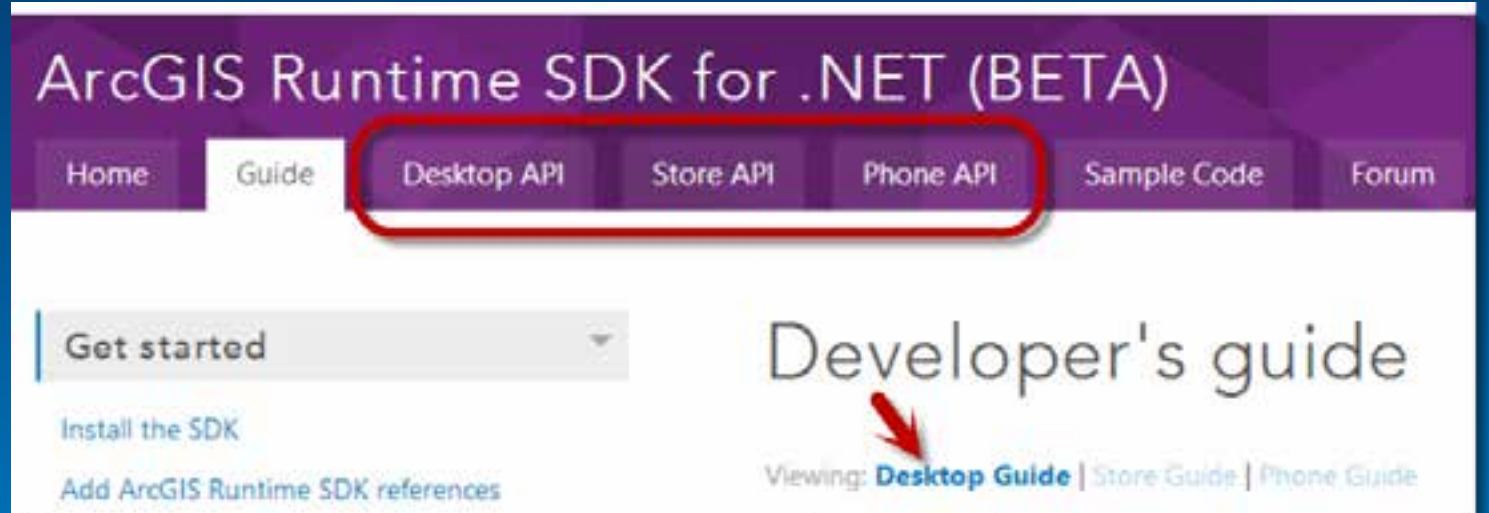 ArcGIS Runtime SDK for .NET (BETA)
Home Guide Desktop API Store API Phone API Sample Code Forum
Get started
Developer's guide
Install the SDK
Viewing: Desktop Guide | Store Guide | Phone Guide
Add ArcGIS Runtime SDK references